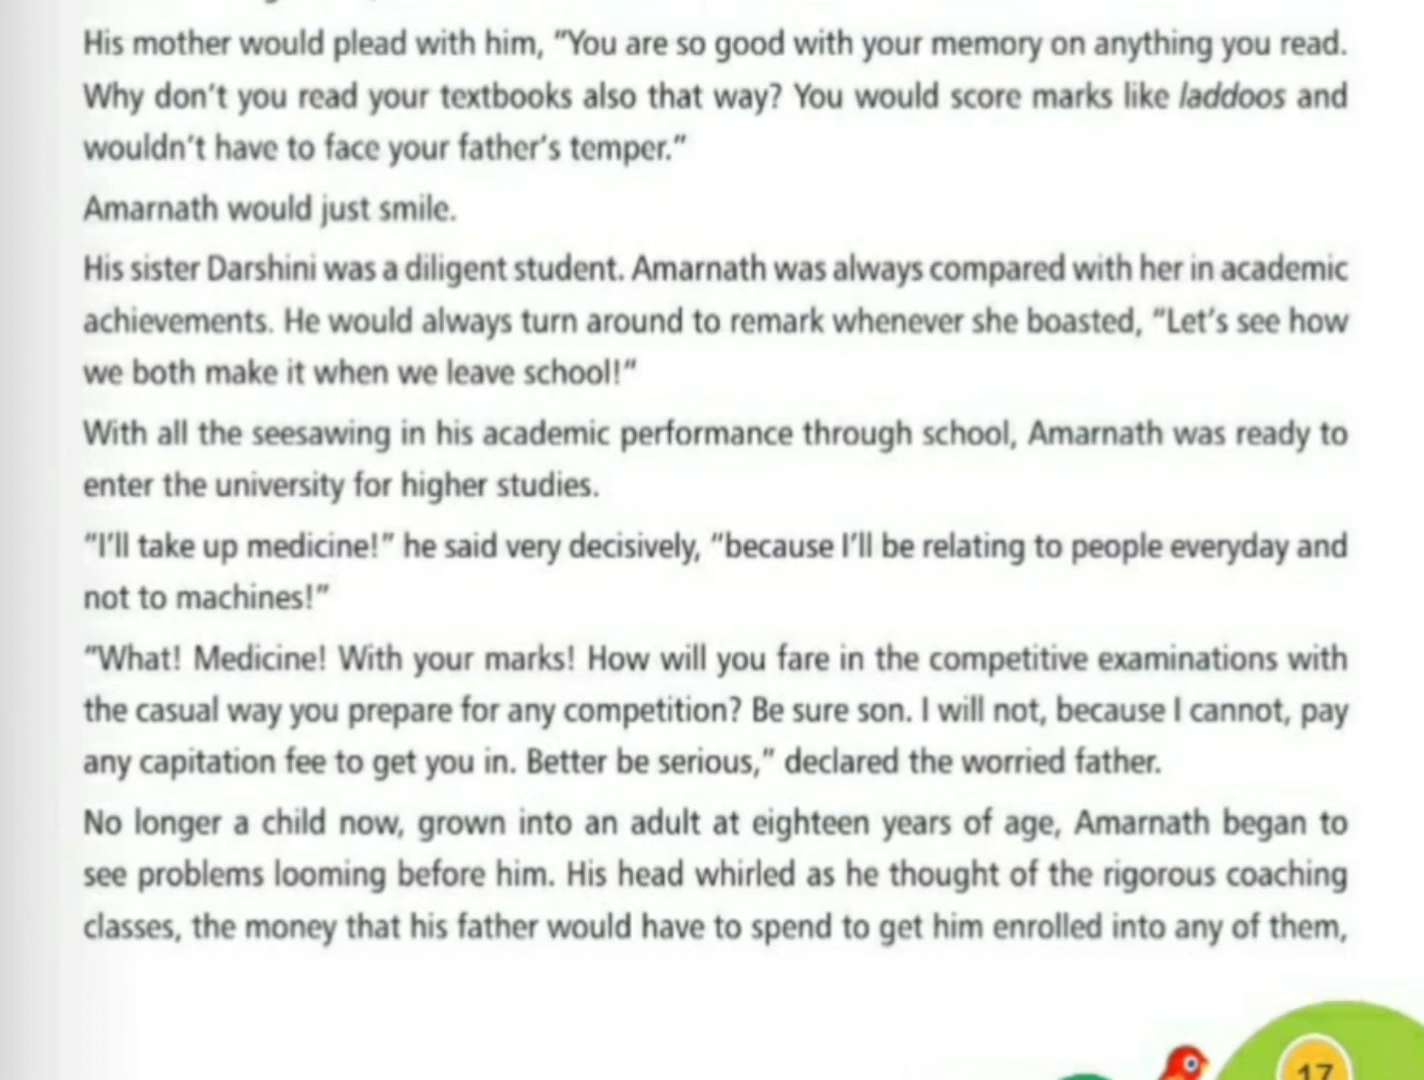 His mother would plead with him, "You are so good with your memory on anything you read.
Why don't you read your textbooks also that way? You would score marks like laddoos and
wouldn't have to face your father's temper."
Amarnath would just smile.
His sister Darshini was a diligent student. Amarnath was always compared with her in academic
achievements. He would always turn around to remark whenever she boasted, "Let's see how
we both make it when we leave school!"
With all the seesawing in his academic performance through school, Amarnath was ready to
enter the university for higher studies.
"I'll take up medicine!" he said very decisively, "because I'll be relating to people everyday and
not to machines!"
"What! Medicine! With your marks! How will you fare in the competitive examinations with
the casual way you prepare for any competition? Be sure son. I will not, because I cannot, pay
any capitation fee to get you in. Better be serious," declared the worried father.
No longer a child now, grown into an adult at eighteen years of age, Amarnath began to
see problems looming before him. His head whirled as he thought of the rigorous coaching
classes, the money that his father would have to spend to get him enrolled into any of them,
17